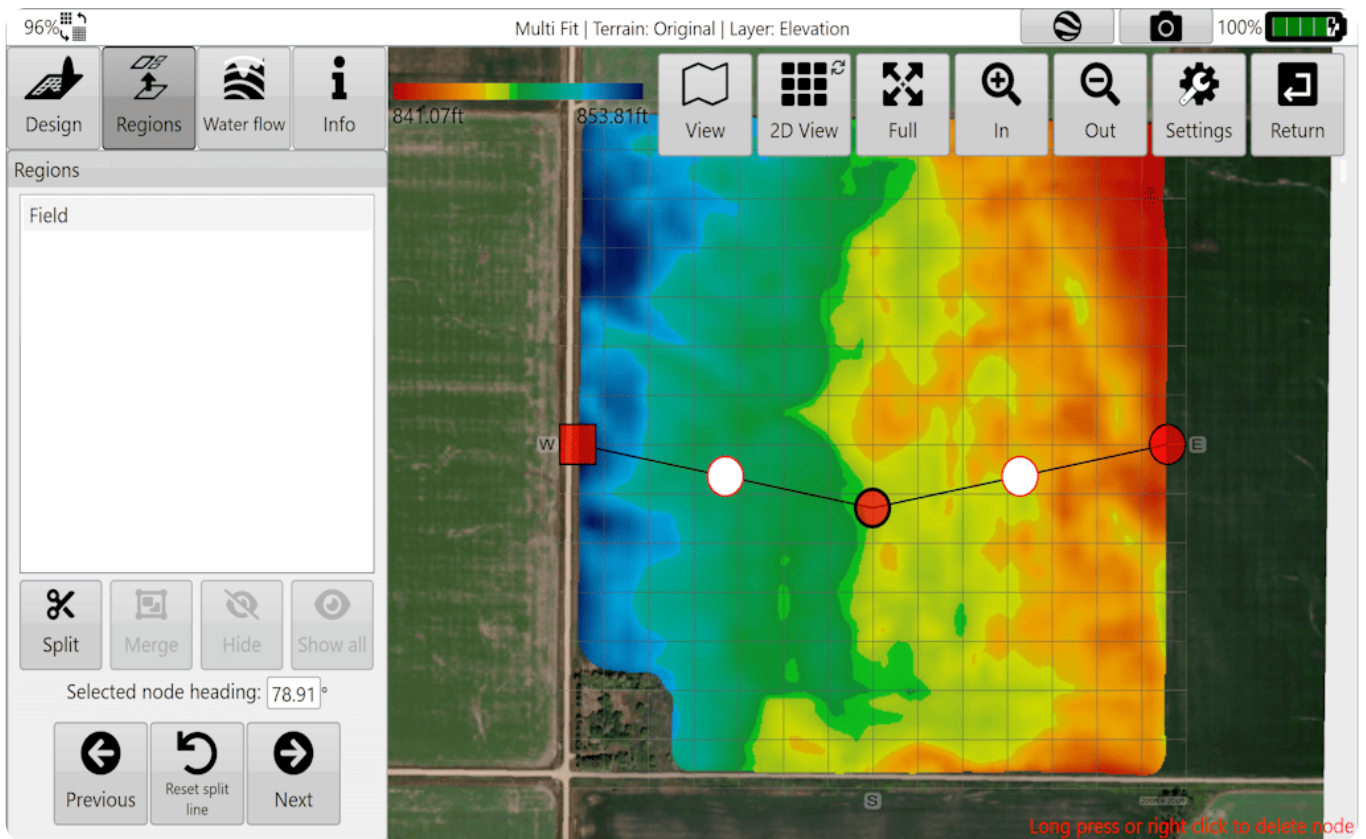 96%
Multi Fit | Terrain: Original | Layer: Elevation
100%
Design
Regions
Water flow
Info
841.07ft
853.81ft
View
2D View
Full
In
Out
Settings
Return
Regions
Field
W
E
Split
Merge
Hide
Show all
Selected node heading: 78.91°
Previous
Reset split
line
Next
S
Long press or right click to delete node